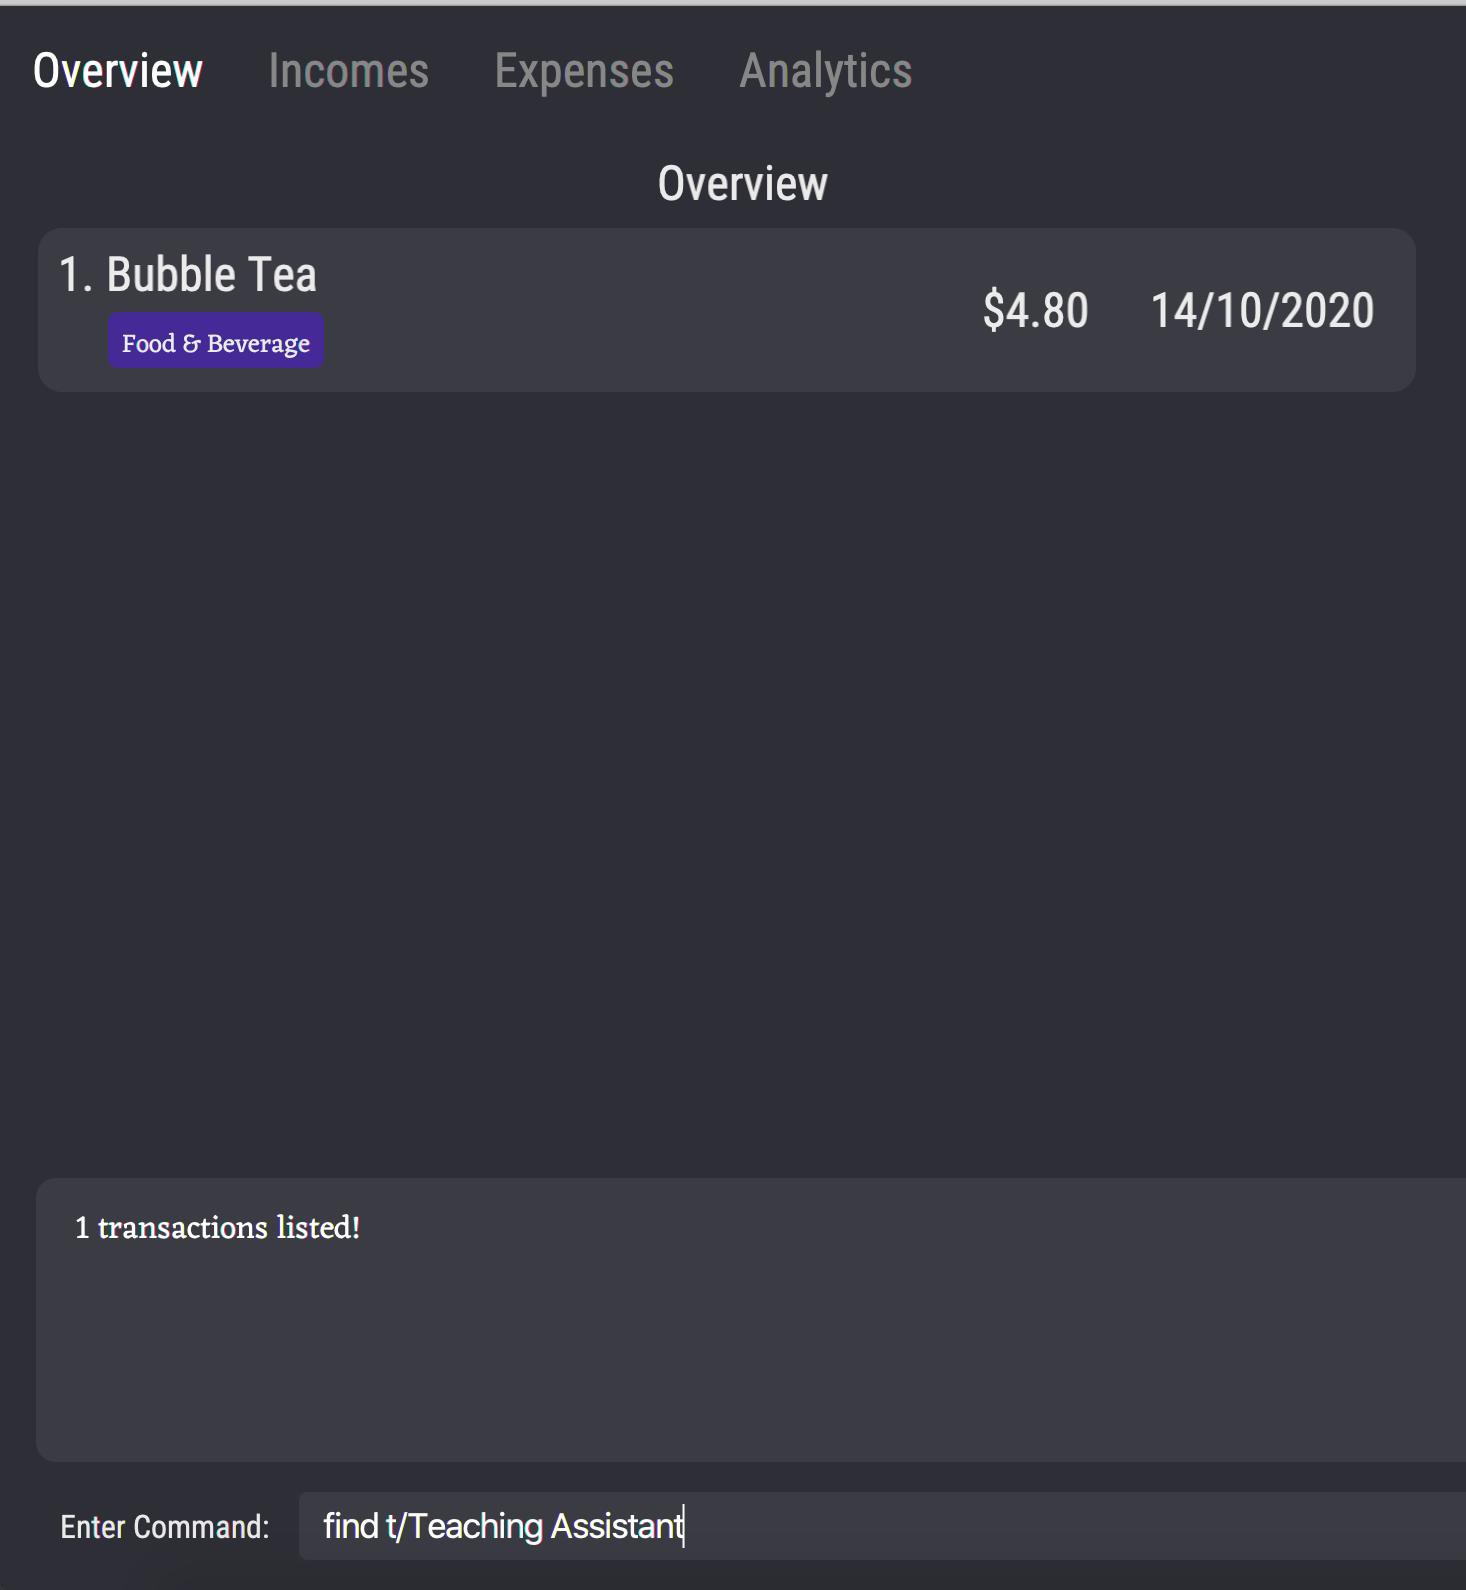 Overview Incomes Expenses Analytics
Overview
1. Bubble Tea
$4.80 14/10/2020
Food & Beverage
1 transactions listed!
Enter Command: find t/Teaching Assistant